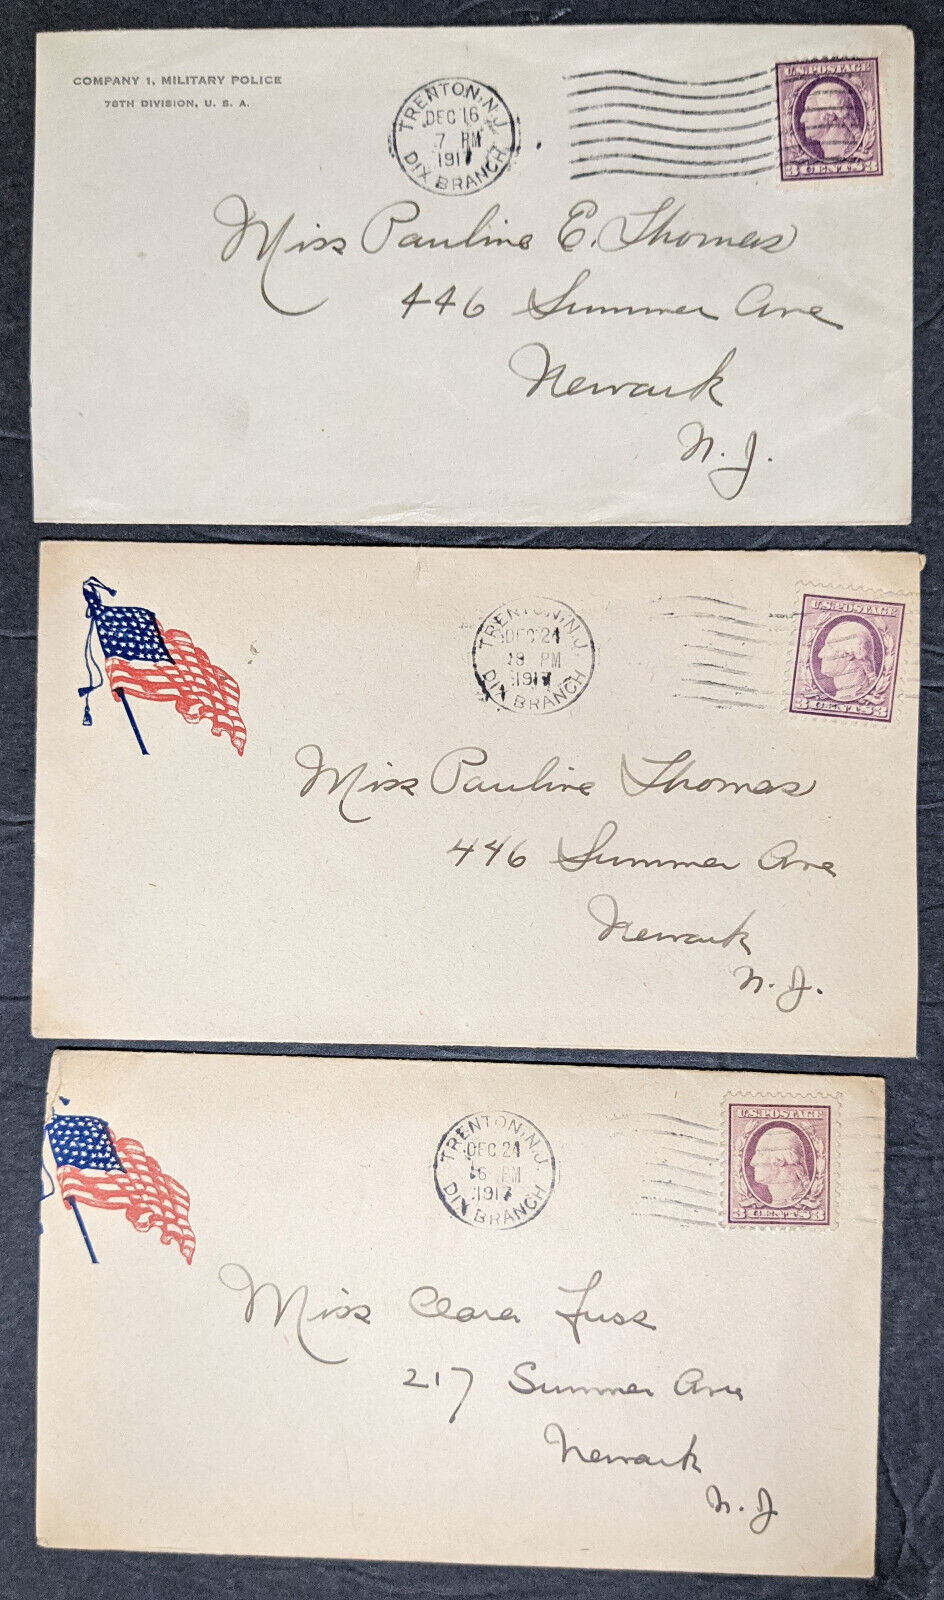 COMPANY 1, MILITARY POLICE
78TH DIVISION, U. S. A.
TRENTON, N.J.
DEC 16
7 PM
1917
DIX BRANCH
U.S. POSTAGE
3 CENTS 3
Miss Pauline E. Thomas
446 Summer Ave
Newark
N. J.
TRENTON, N.J.
DEC 24
8 PM
1917
DIX BRANCH
U.S. POSTAGE
3 CENTS 3
Miss Pauline Thomas
446 Summer Ave
Newark
N. J.
TRENTON, N.J.
DEC 24
6 PM
1917
DIX BRANCH
U.S. POSTAGE
3 CENTS 3
Miss Clara Fuss
217 Summer Ave
Newark
N. J